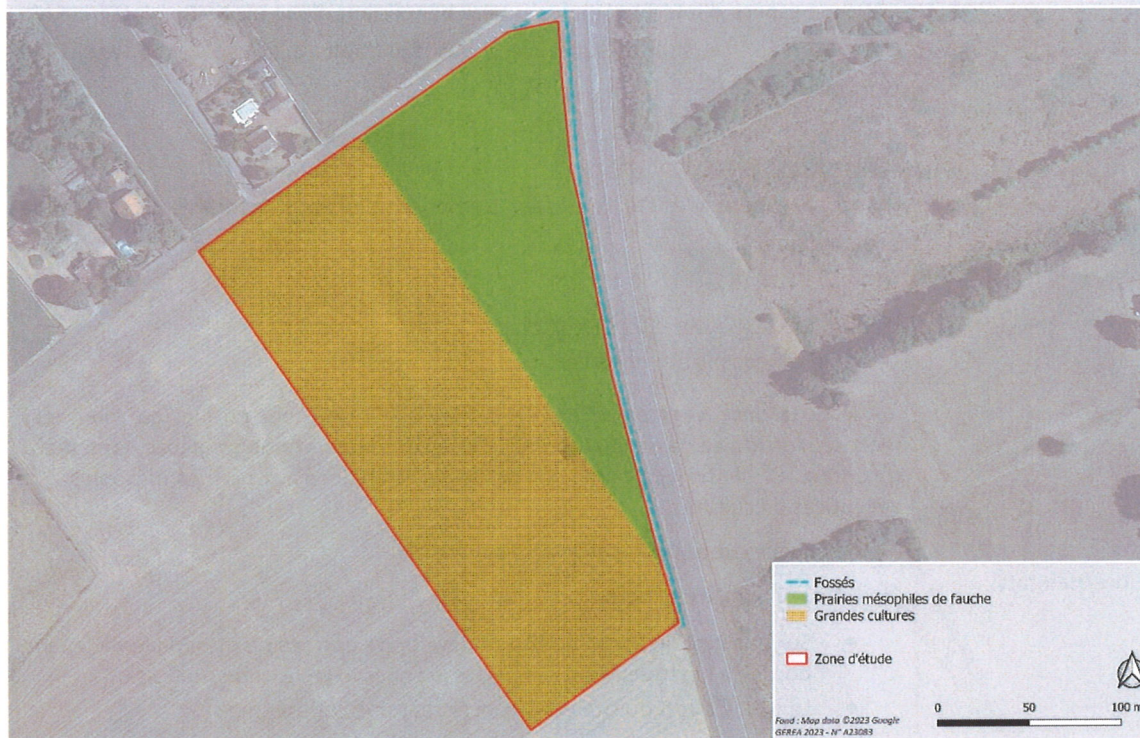 Fossés
Prairies mésophiles de fauche
Grandes cultures
Zone d'étude
0 50 100 m
Fond : Map data ©2023 Google
GEREA 2023 - N° A23083